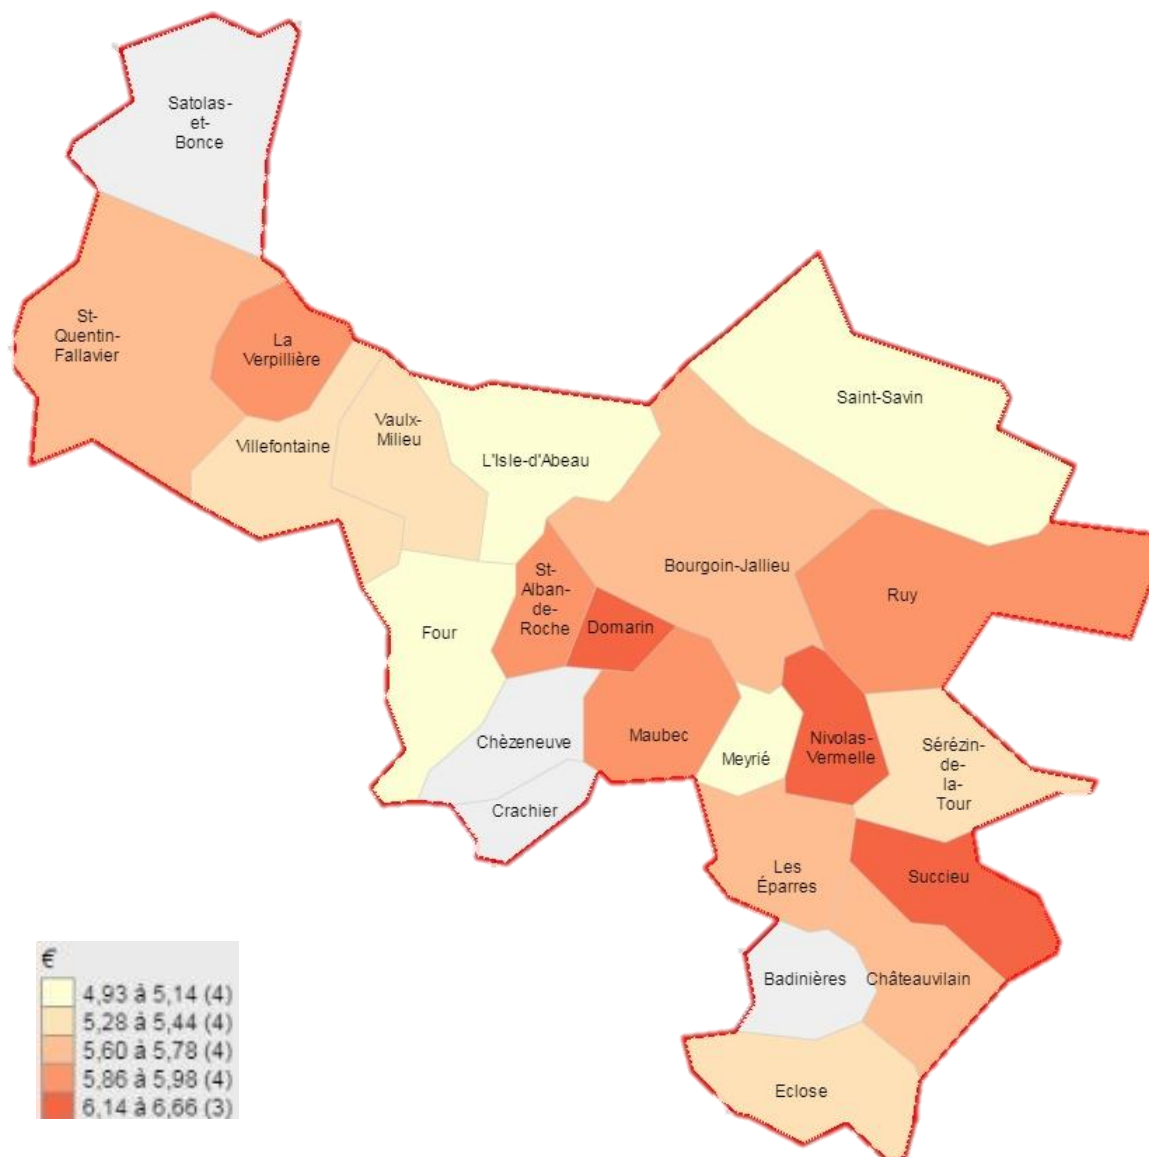 Satolas-
et-
Bonce
St-
Quentin-
Fallavier
La
Verpillière
Saint-Savin
Villefontaine
Vaulx-
Milieu
L'Isle-d'Abeau
Bourgoin-Jallieu
St-
Alban-
de-
Roche
Ruy
Four
Domarin
Chèzeneuve
Maubec
Meyrié
Nivolas-
Vermelle
Sérézin-
de-
la-
Tour
Crachier
Les
Éparres
Succieu
Badinières
Châteauvilain
Eclose
€
4,93 à 5,14 (4)
5,28 à 5,44 (4)
5,60 à 5,78 (4)
5,86 à 5,98 (4)
6,14 à 6,66 (3)